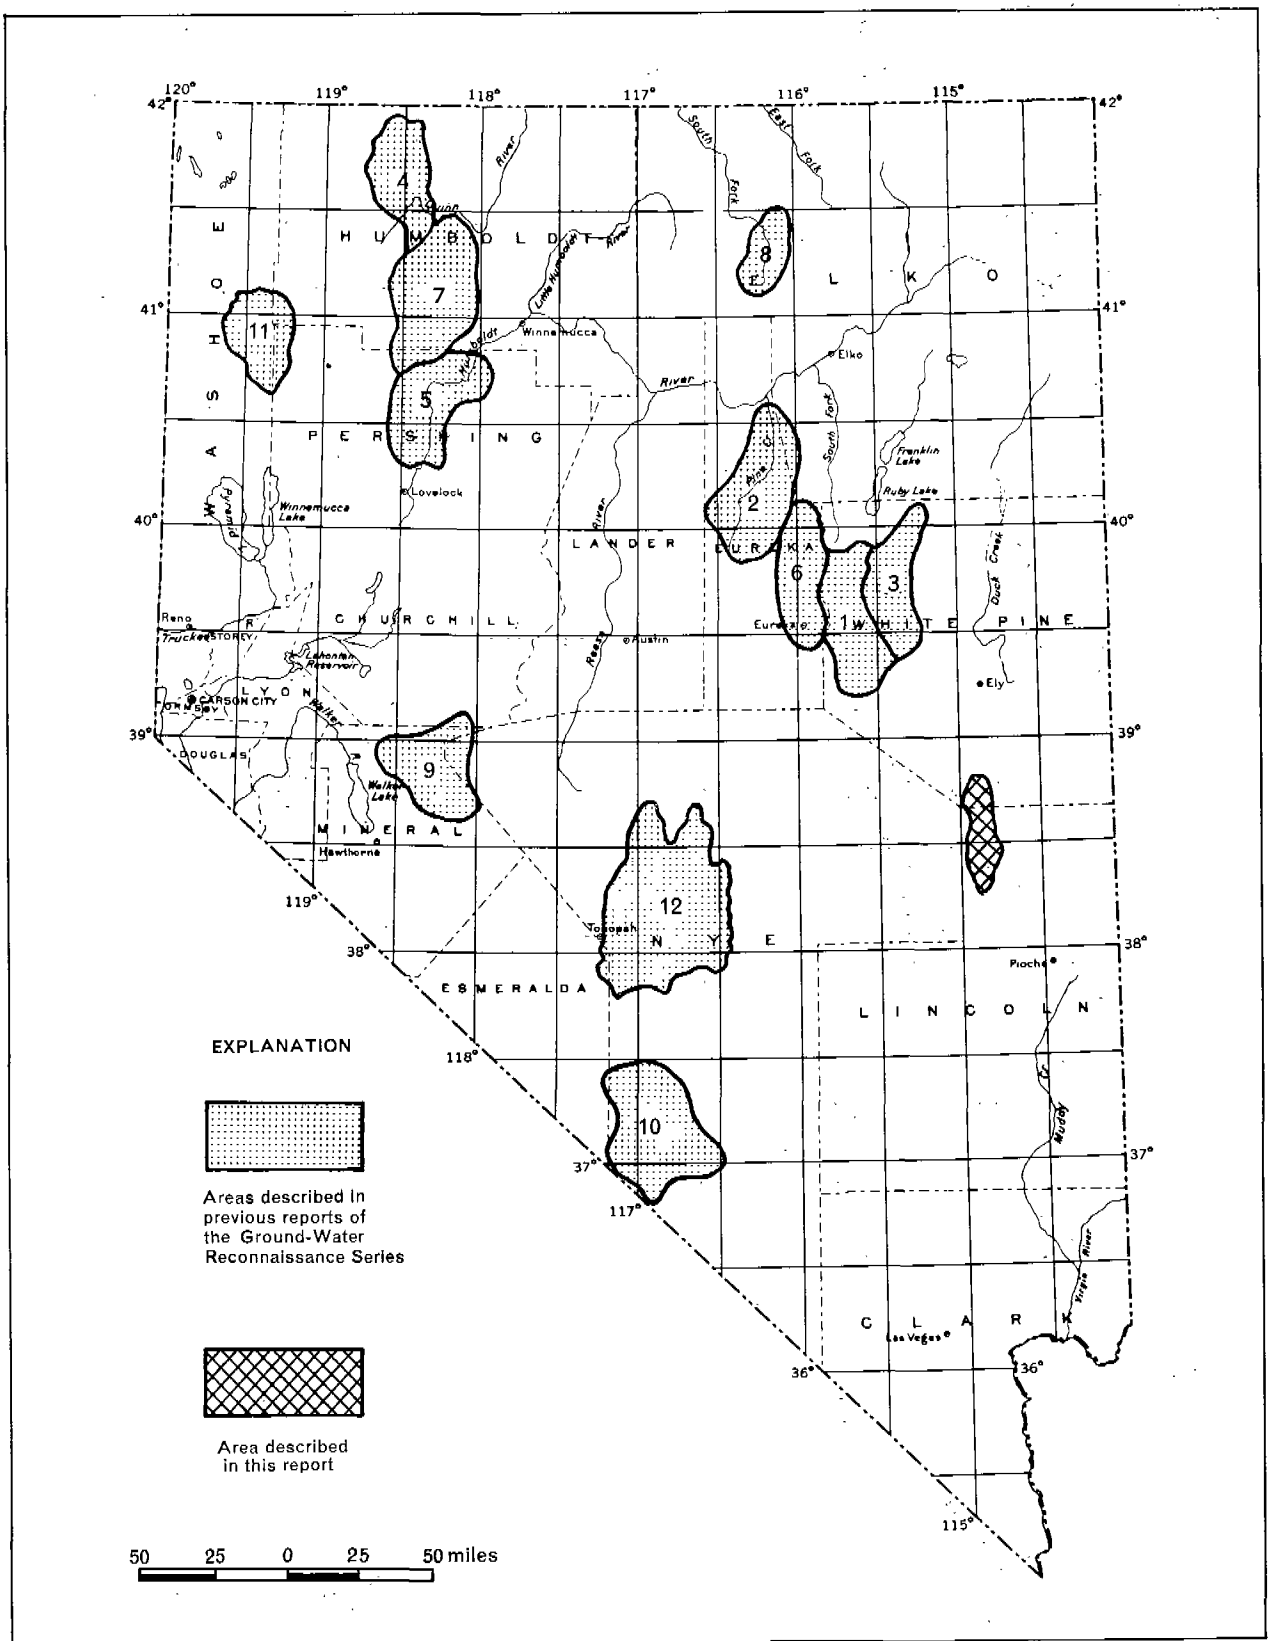 120° 119° 118° 117° 116° 115°
42° 42°
4
Quinn
River
South Fork
East Fork
HUMBOLDT
Little Humboldt River
8
ELKO
WASHOE
41° 41°
7
11
Winnemucca
Humboldt
River
Elko
5
PERSHING
South Fork
Franklin
Lake
Ruby Lake
Pine
2
Lovelock
Pyramid L
Winnemucca
Lake
40° 40°
River
LANDER
EUREKA
6
3
Duck Creek
Reno
Truckee
R
STOREY
CHURCHILL
Eureka
1
WHITE PINE
Austin
Reese
Lahontan
Reservoir
Ely
LYON
CARSON CITY
ORMSBY
Walker
R
39° 39°
DOUGLAS
9
Walker
Lake
MINERAL
Hawthorne
119°
12
Tonopah
NYE
38° 38°
Pioche
ESMERALDA
LINCOLN
EXPLANATION
118°
Muddy
Cr
10
37° 37°
117°
Areas described in
previous reports of
the Ground-Water
Reconnaissance Series
Virgin River
CLARK
Las Vegas
36° 36°
Area described
in this report
115°
50 25 0 25 50 miles